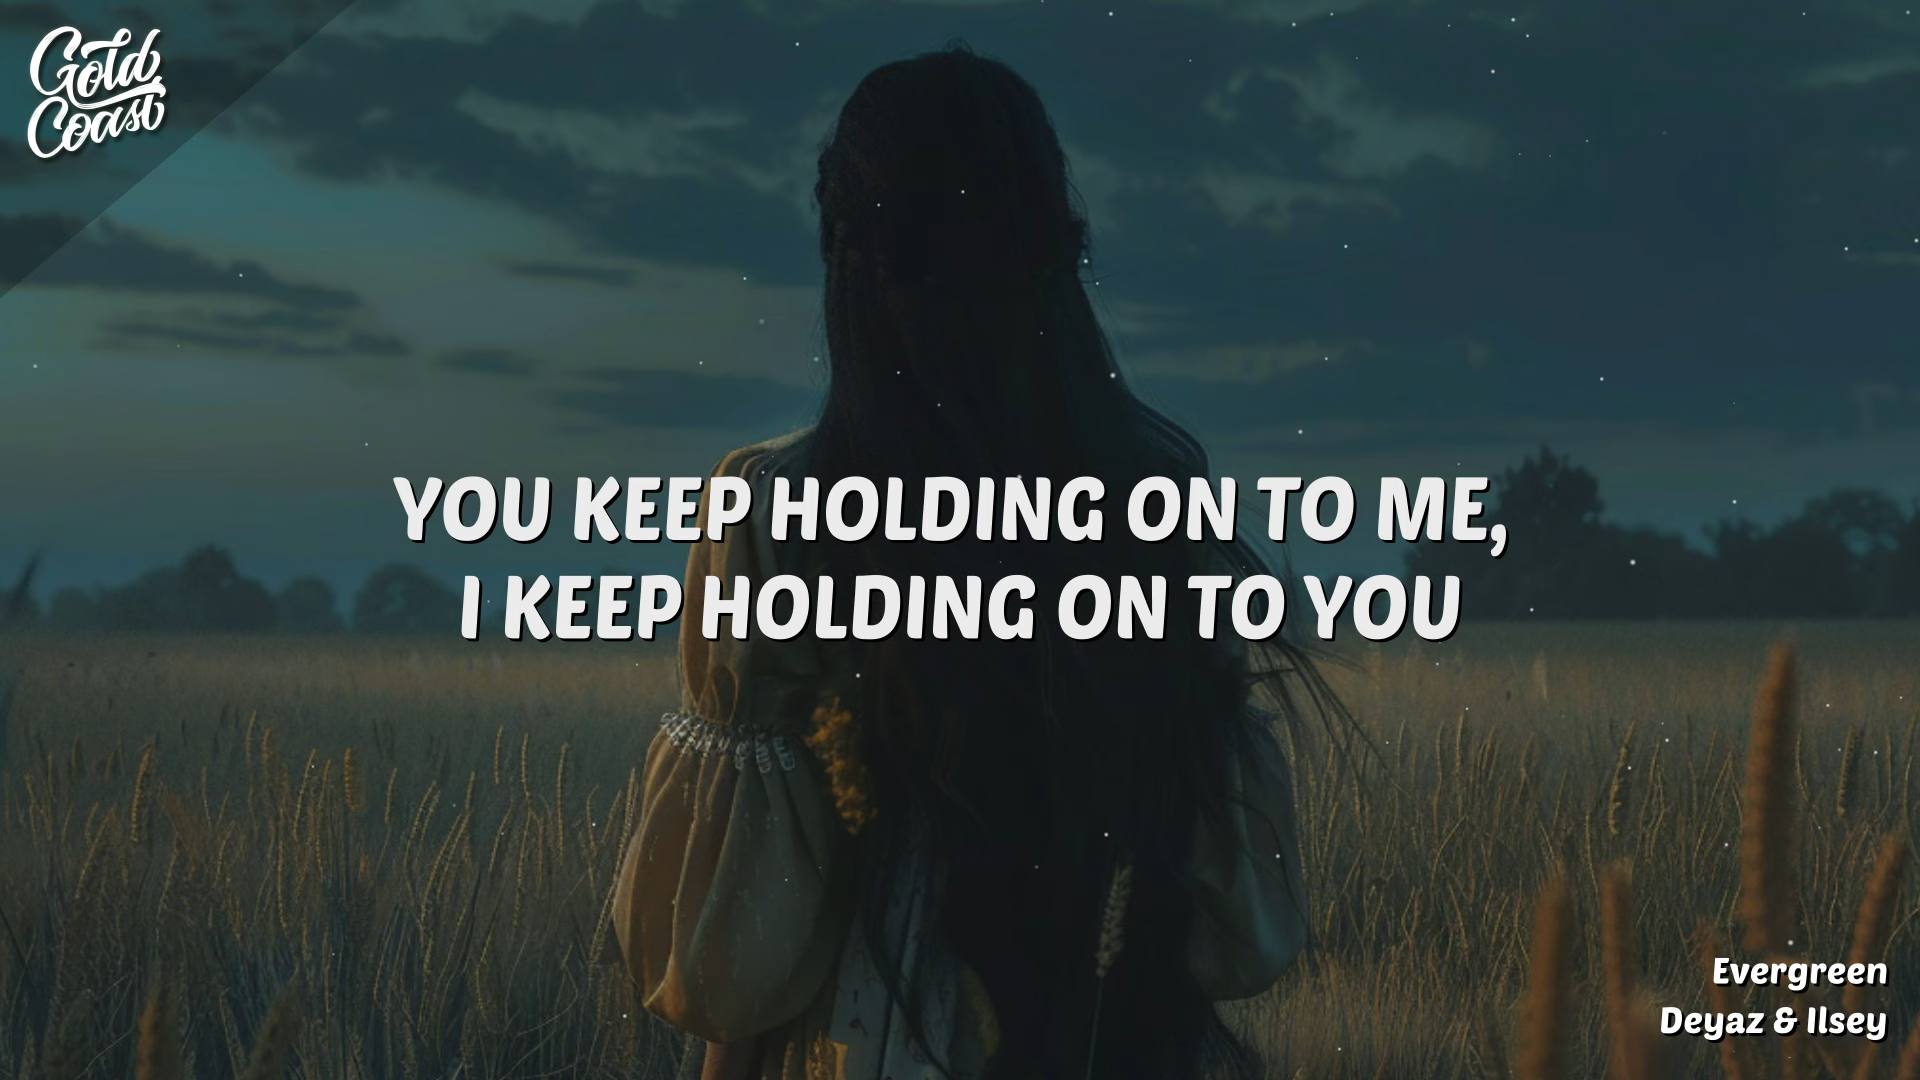 Gold
Coast
YOU KEEP HOLDING ON TO ME,
I KEEP HOLDING ON TO YOU
Evergreen
Deyaz & Ilsey